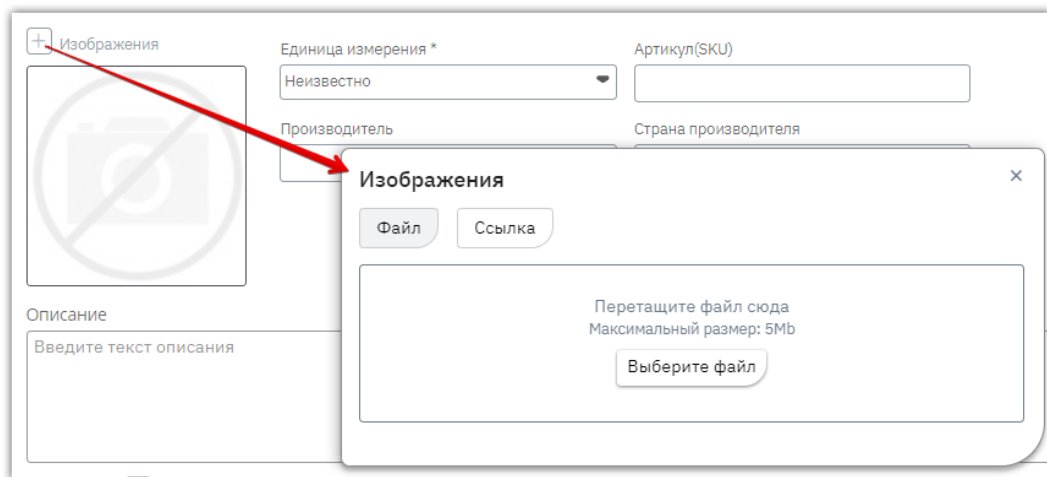 Изображения
Единица измерения *
Артикул(SKU)
Неизвестно
Производитель
Страна производителя
Изображения
Файл
Ссылка
Перетащите файл сюда
Максимальный размер: 5Mb
Выберите файл
Описание
Введите текст описания